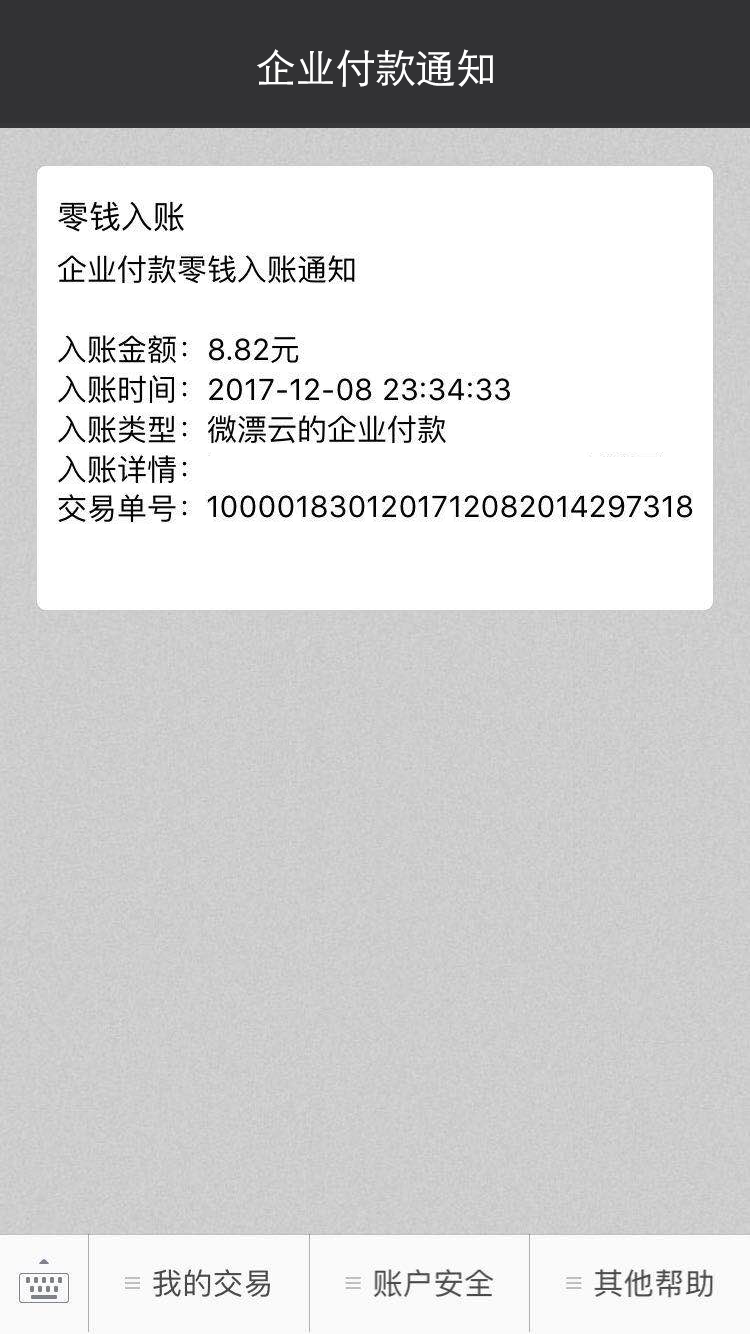 企业付款通知
零钱入账
企业付款零钱入账通知
入账金额：8.82元
入账时间：2017-12-08 23:34:33
入账类型：微漂云的企业付款
入账详情：
交易单号：1000018301201712082014297318
我的交易
账户安全
其他帮助